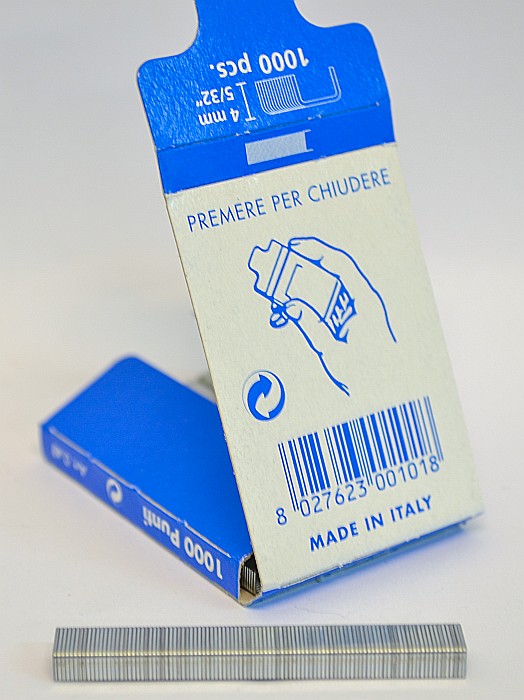 1000 pcs.
4 mm
5/32"
PREMERE PER CHIUDERE
8 027623 001018
MADE IN ITALY
1000 Punti